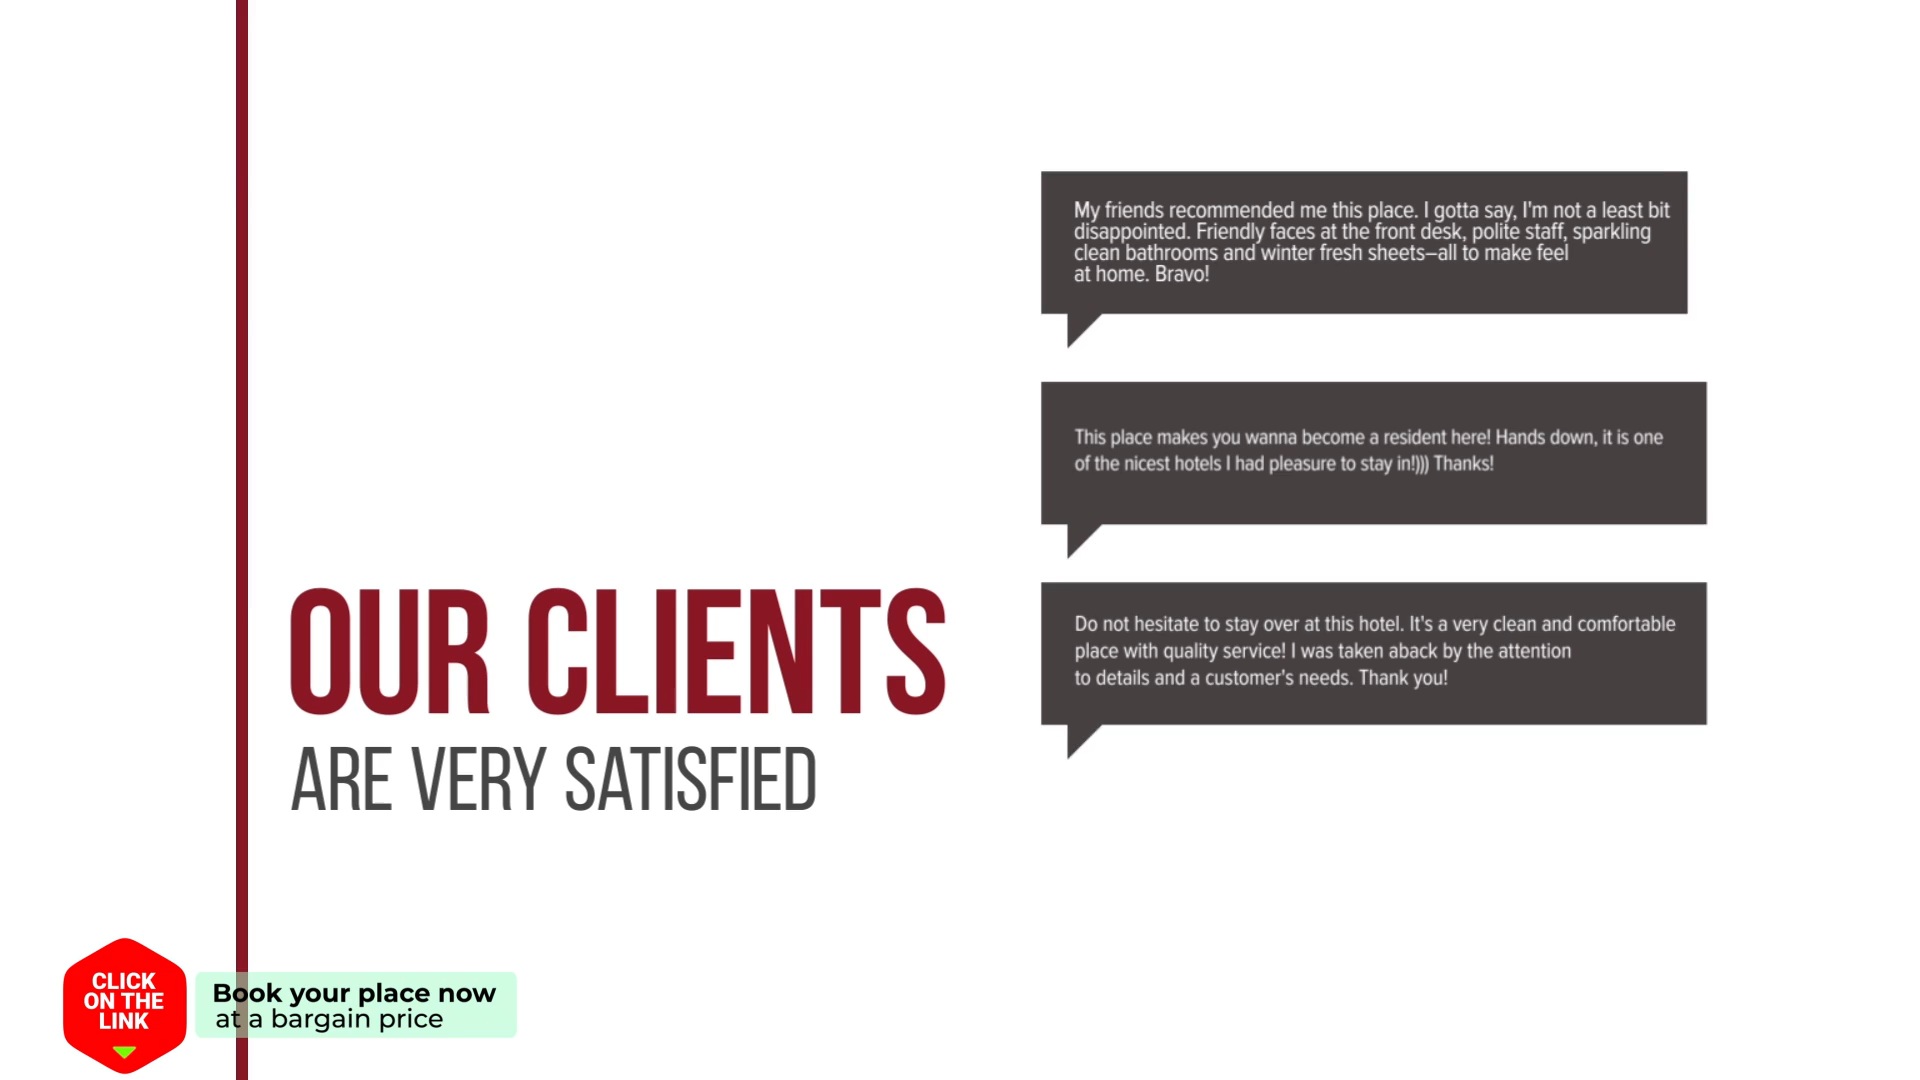 My friends recommended me this place. I gotta say, I'm not a least bit
disappointed. Friendly faces at the front desk, polite staff, sparkling
clean bathrooms and winter fresh sheets–all to make feel
at home. Bravo!
This place makes you wanna become a resident here! Hands down, it is one
of the nicest hotels I had pleasure to stay in!))) Thanks!
Do not hesitate to stay over at this hotel. It's a very clean and comfortable
place with quality service! I was taken aback by the attention
to details and a customer's needs. Thank you!
OUR CLIENTS
ARE VERY SATISFIED
CLICK
ON THE
LINK
Book your place now
at a bargain price